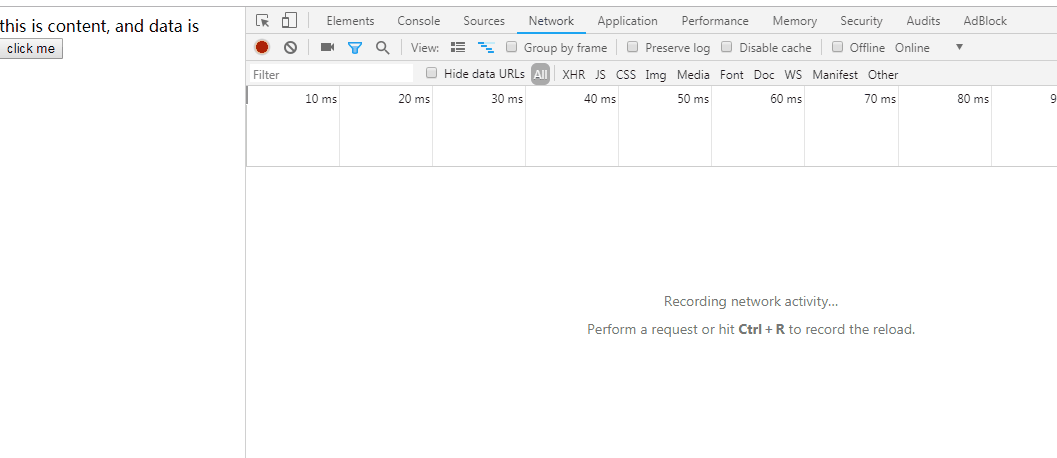 this is content, and data is
click me
Elements Console Sources Network Application Performance Memory Security Audits AdBlock
View: Group by frame Preserve log Disable cache Offline Online
Filter Hide data URLs All XHR JS CSS Img Media Font Doc WS Manifest Other
10 ms 20 ms 30 ms 40 ms 50 ms 60 ms 70 ms 80 ms 9
Recording network activity...
Perform a request or hit Ctrl + R to record the reload.